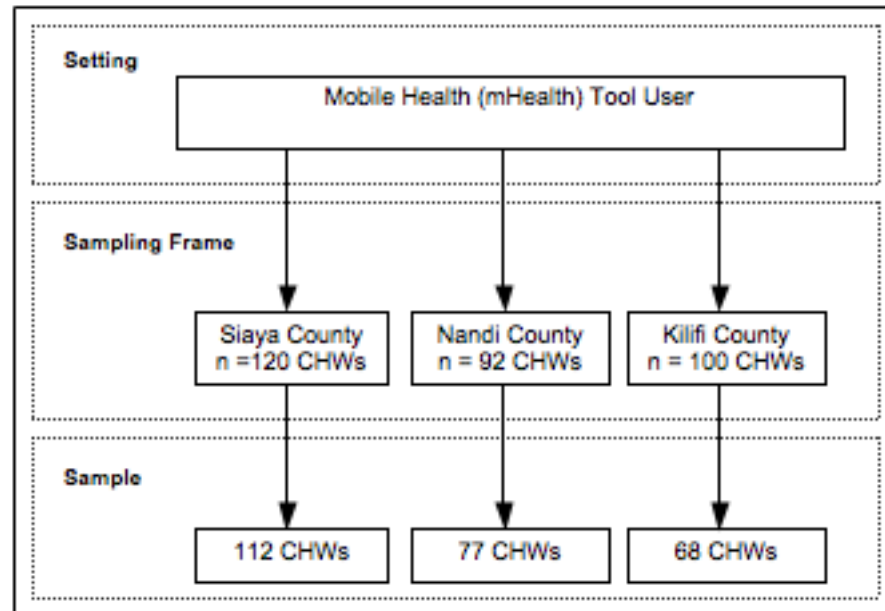 Setting
Mobile Health (mHealth) Tool User
Sampling Frame
Siaya County
n =120 CHWs
Nandi County
n = 92 CHWs
Kilifi County
n = 100 CHWs
Sample
112 CHWs
77 CHWs
68 CHWs